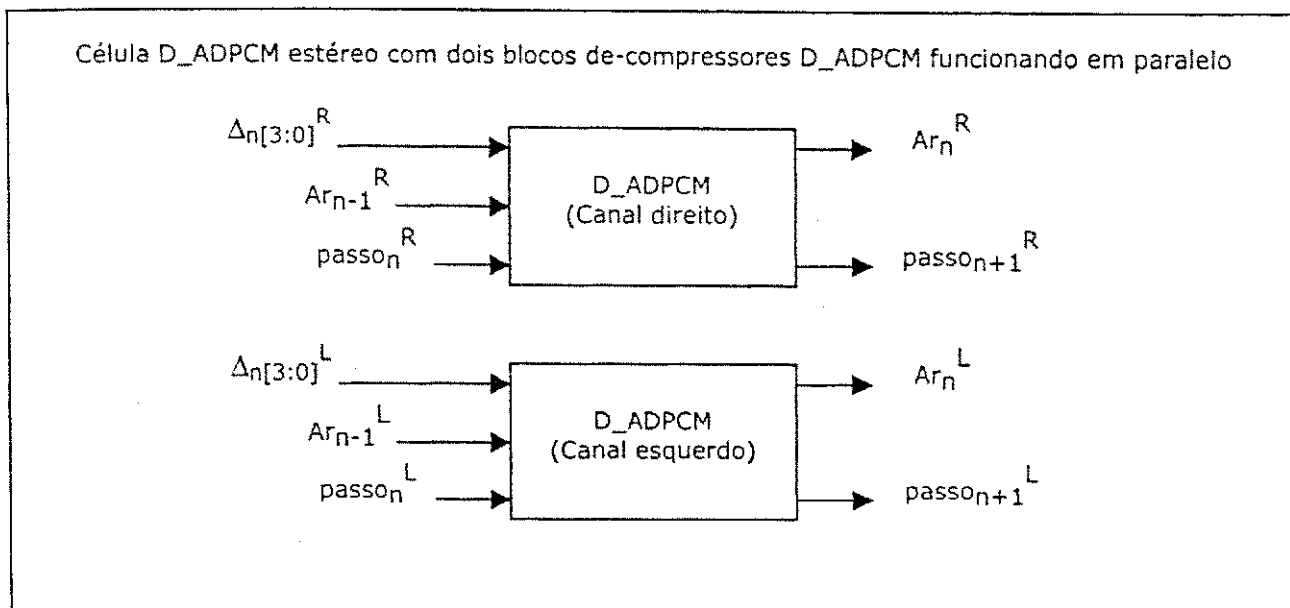 Célula D_ADPCM estéreo com dois blocos de-compressores D_ADPCM funcionando em paralelo
Δn[3:0]R
Arn-1R
passonR
D_ADPCM
(Canal direito)
ArnR
passon+1R
Δn[3:0]L
Arn-1L
passonL
D_ADPCM
(Canal esquerdo)
ArnL
passon+1L